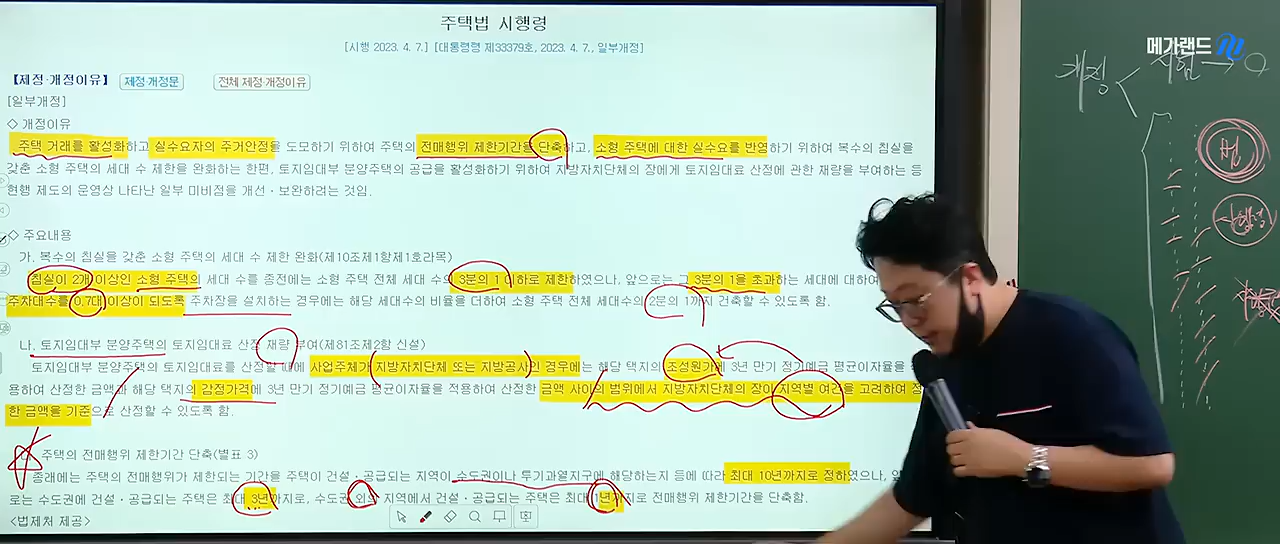 주택법 시행령
[시행 2023. 4. 7.] [대통령령 제33379호, 2023. 4. 7., 일부개정]
【제정·개정이유】 제정·개정문 전체 제정·개정이유
[일부개정]
◇ 개정이유
주택 거래를 활성화하고 실수요자의 주거안정을 도모하기 위하여 주택의 전매행위 제한기간을 단축하고, 소형 주택에 대한 실수요를 반영하기 위하여 복수의 침실을
갖춘 소형 주택의 세대 수 제한을 완화하는 한편, 토지임대부 분양주택의 공급을 활성화하기 위하여 지방자치단체의 장에게 토지임대료 산정에 관한 재량을 부여하는 등
현행 제도의 운영상 나타난 일부 미비점을 개선·보완하려는 것임.
◇ 주요내용
가. 복수의 침실을 갖춘 소형 주택의 세대 수 제한 완화(제10조제1항제1호라목)
침실이 2개 이상인 소형 주택의 세대 수를 종전에는 소형 주택 전체 세대 수의 3분의 1 이하로 제한하였으나, 앞으로는 그 3분의 1을 초과하는 세대에 대하여
주차대수를 0.7대 이상이 되도록 주차장을 설치하는 경우에는 해당 세대수의 비율을 더하여 소형 주택 전체 세대수의 2분의 1까지 건축할 수 있도록 함.
나. 토지임대부 분양주택의 토지임대료 산정 재량 부여(제81조제2항 신설)
토지임대부 분양주택의 토지임대료를 산정할 때에 사업주체가 지방자치단체 또는 지방공사인 경우에는 해당 택지의 조성원가에 3년 만기 정기예금 평균이자율을
용하여 산정한 금액과 해당 택지의 감정가격에 3년 만기 정기예금 평균이자율을 적용하여 산정한 금액 사이의 범위에서 지방자치단체의 장이 지역별 여건을 고려하여 정
한 금액을 기준으로 산정할 수 있도록 함.
주택의 전매행위 제한기간 단축(별표 3)
종래에는 주택의 전매행위가 제한되는 기간을 주택이 건설·공급되는 지역이 수도권이나 투기과열지구에 해당하는지 등에 따라 최대 10년까지로 정하였으나, 앞
로는 수도권에 건설·공급되는 주택은 최대 3년까지로, 수도권 외의 지역에서 건설·공급되는 주택은 최대 1년까지로 전매행위 제한기간을 단축함.
<법제처 제공>
메가랜드
개정 시험 → ○
법
시행령